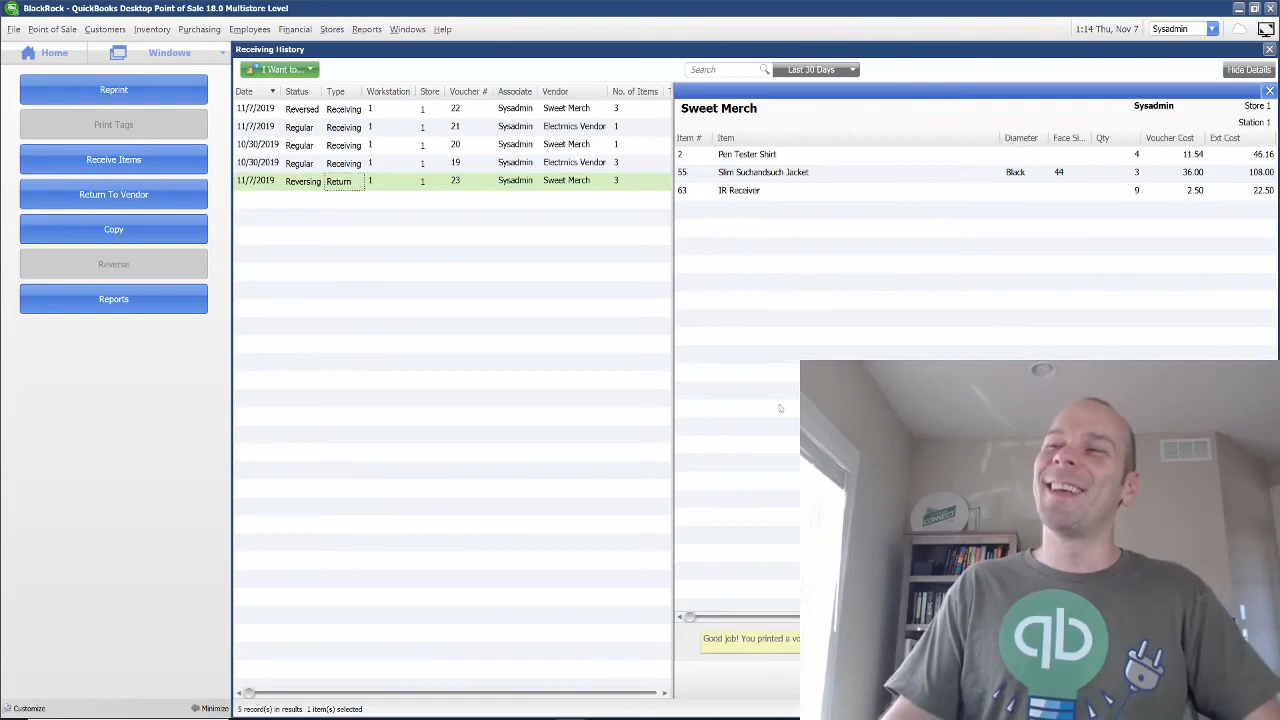 BlackRock - QuickBooks Desktop Point of Sale 18.0 Multistore Level
File Point of Sale Customers Inventory Purchasing Employees Financial Stores Reports Windows Help 1:14 Thu, Nov 7 Sysadmin
Home Windows
Reprint
Print Tags
Receive Items
Return To Vendor
Copy
Reverse
Reports
Customize Minimize
Receiving History
I Want to... Search Last 30 Days Hide Details
Date Status Type Workstation Store Voucher # Associate Vendor No. of Items T
11/7/2019 Reversed Receiving 1 1 22 Sysadmin Sweet Merch 3
11/7/2019 Regular Receiving 1 1 21 Sysadmin Electrnics Vendor 1
10/30/2019 Regular Receiving 1 1 20 Sysadmin Sweet Merch 1
10/30/2019 Regular Receiving 1 1 19 Sysadmin Electrnics Vendor 3
11/7/2019 Reversing Return 1 1 23 Sysadmin Sweet Merch 3
5 record(s) in results 1 item(s) selected
Sweet Merch Sysadmin Store 1
Station 1
Item # Item Diameter Face Si... Qty Voucher Cost Ext Cost
2 Pen Tester Shirt 4 11.54 46.16
55 Slim Suchandsuch Jacket Black 44 3 36.00 108.00
63 IR Receiver 9 2.50 22.50
Good job! You printed a vo
CONNECT
qb